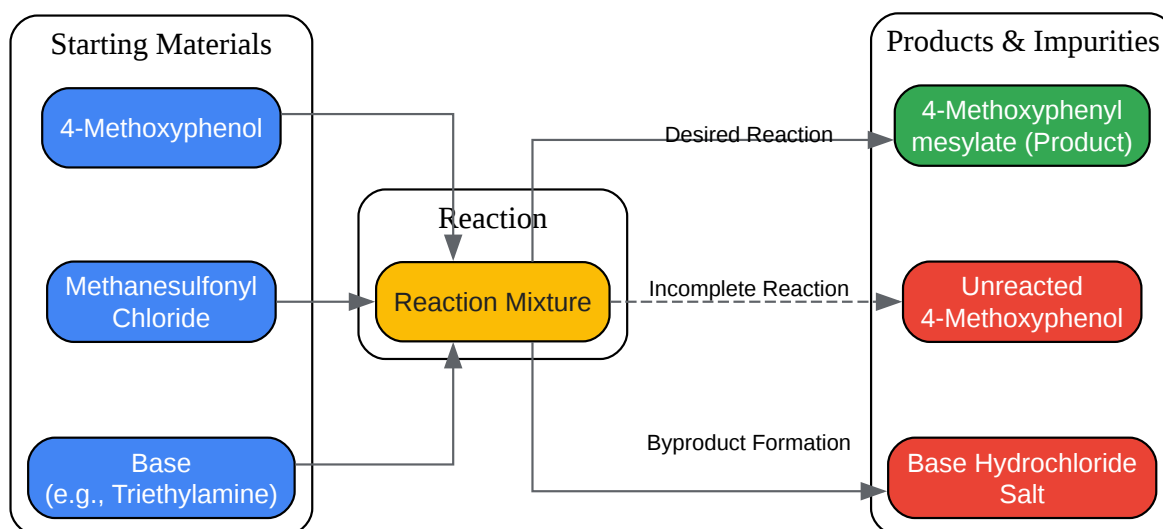 Starting Materials
4-Methoxyphenol
Methanesulfonyl
Chloride
Base
(e.g., Triethylamine)
Reaction
Reaction Mixture
Desired Reaction
Incomplete Reaction
Byproduct Formation
Products & Impurities
4-Methoxyphenyl
mesylate (Product)
Unreacted
4-Methoxyphenol
Base Hydrochloride
Salt